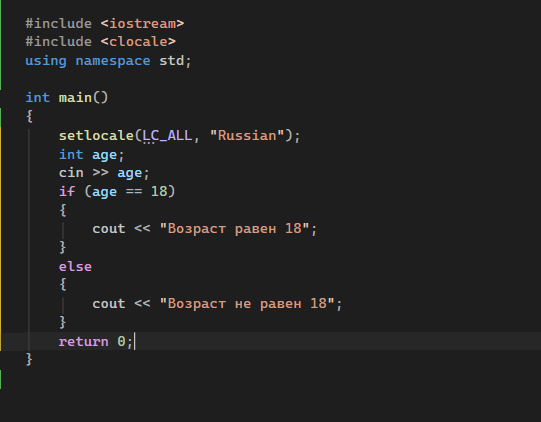 #include <iostream>
#include <clocale>
using namespace std;

int main()
{
    setlocale(LC_ALL, "Russian");
    int age;
    cin >> age;
    if (age == 18)
    {
        cout << "Возраст равен 18";
    }
    else
    {
        cout << "Возраст не равен 18";
    }
    return 0;
}